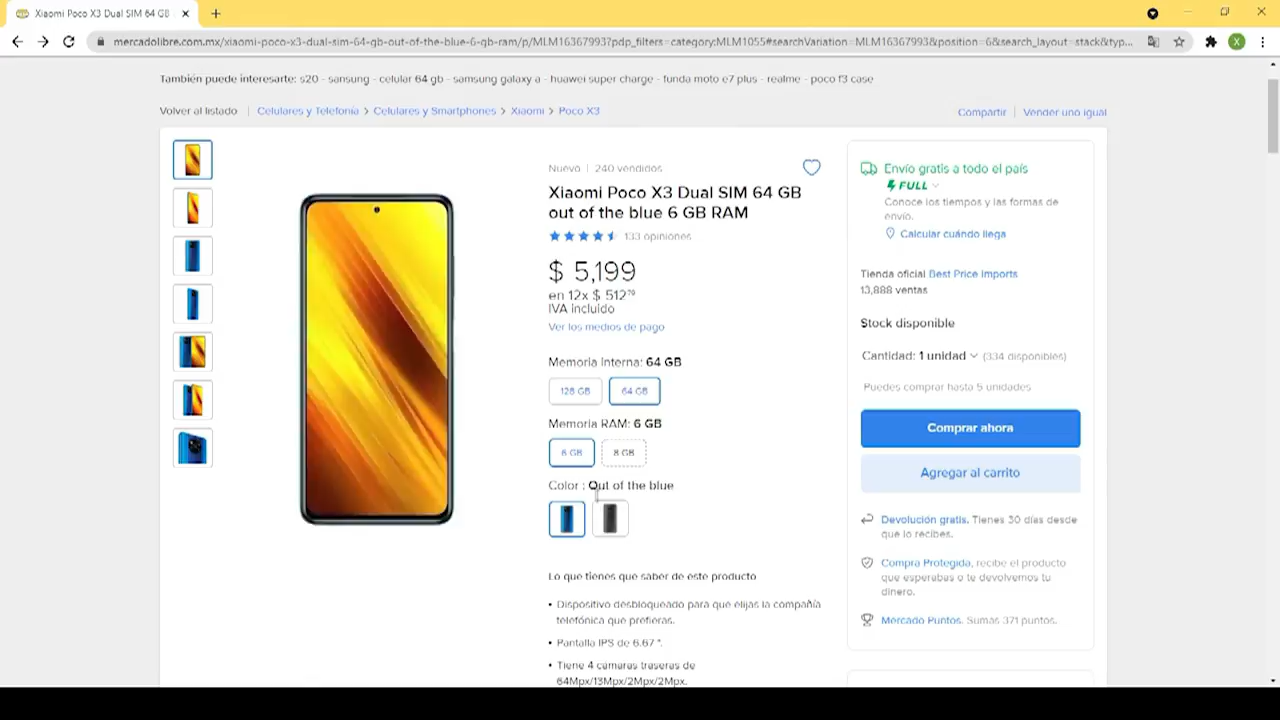 Xiaomi Poco X3 Dual SIM 64 GB
mercadolibre.com.mx/xiaomi-poco-x3-dual-sim-64-gb-out-of-the-blue-6-gb-ram/p/MLM16367993?pdp_filters=category:MLM1055#searchVariation=MLM16367993&position=6&search_layout=stack&typ...
X
También puede interesarte: s20 - sansung - celular 64 gb - samsung galaxy a - huawei super charge - funda moto e7 plus - realme - poco f3 case
Volver al listado | Celulares y Telefonía > Celulares y Smartphones > Xiaomi > Poco X3
Compartir | Vender uno igual
Nuevo | 240 vendidos
Xiaomi Poco X3 Dual SIM 64 GB
out of the blue 6 GB RAM
133 opiniones
$ 5,199
en 12x $ 512
IVA incluido
Ver los medios de pago
Memoria interna: 64 GB
128 GB 64 GB
Memoria RAM: 6 GB
6 GB 8 GB
Color : Out of the blue
Lo que tienes que saber de este producto
• Dispositivo desbloqueado para que elijas la compañía
telefónica que prefieras.
• Pantalla IPS de 6.67 ".
• Tiene 4 cámaras traseras de
64Mpx/13Mpx/2Mpx/2Mpx.
Envío gratis a todo el país
FULL
Conoce los tiempos y las formas de
envío.
Calcular cuándo llega
Tienda oficial Best Price Imports
13,888 ventas
Stock disponible
Cantidad: 1 unidad (334 disponibles)
Puedes comprar hasta 5 unidades
Comprar ahora
Agregar al carrito
Devolución gratis. Tienes 30 días desde
que lo recibes.
Compra Protegida, recibe el producto
que esperabas o te devolvemos tu
dinero.
Mercado Puntos. Sumas 371 puntos.